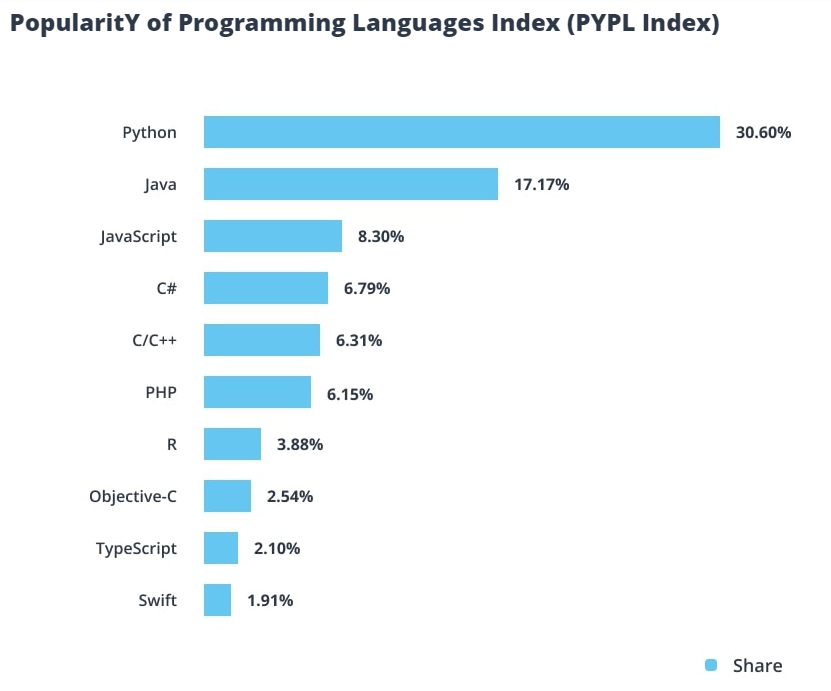 PopularitY of Programming Languages Index (PYPL Index)
Python 30.60%
Java 17.17%
JavaScript 8.30%
C# 6.79%
C/C++ 6.31%
PHP 6.15%
R 3.88%
Objective-C 2.54%
TypeScript 2.10%
Swift 1.91%
Share